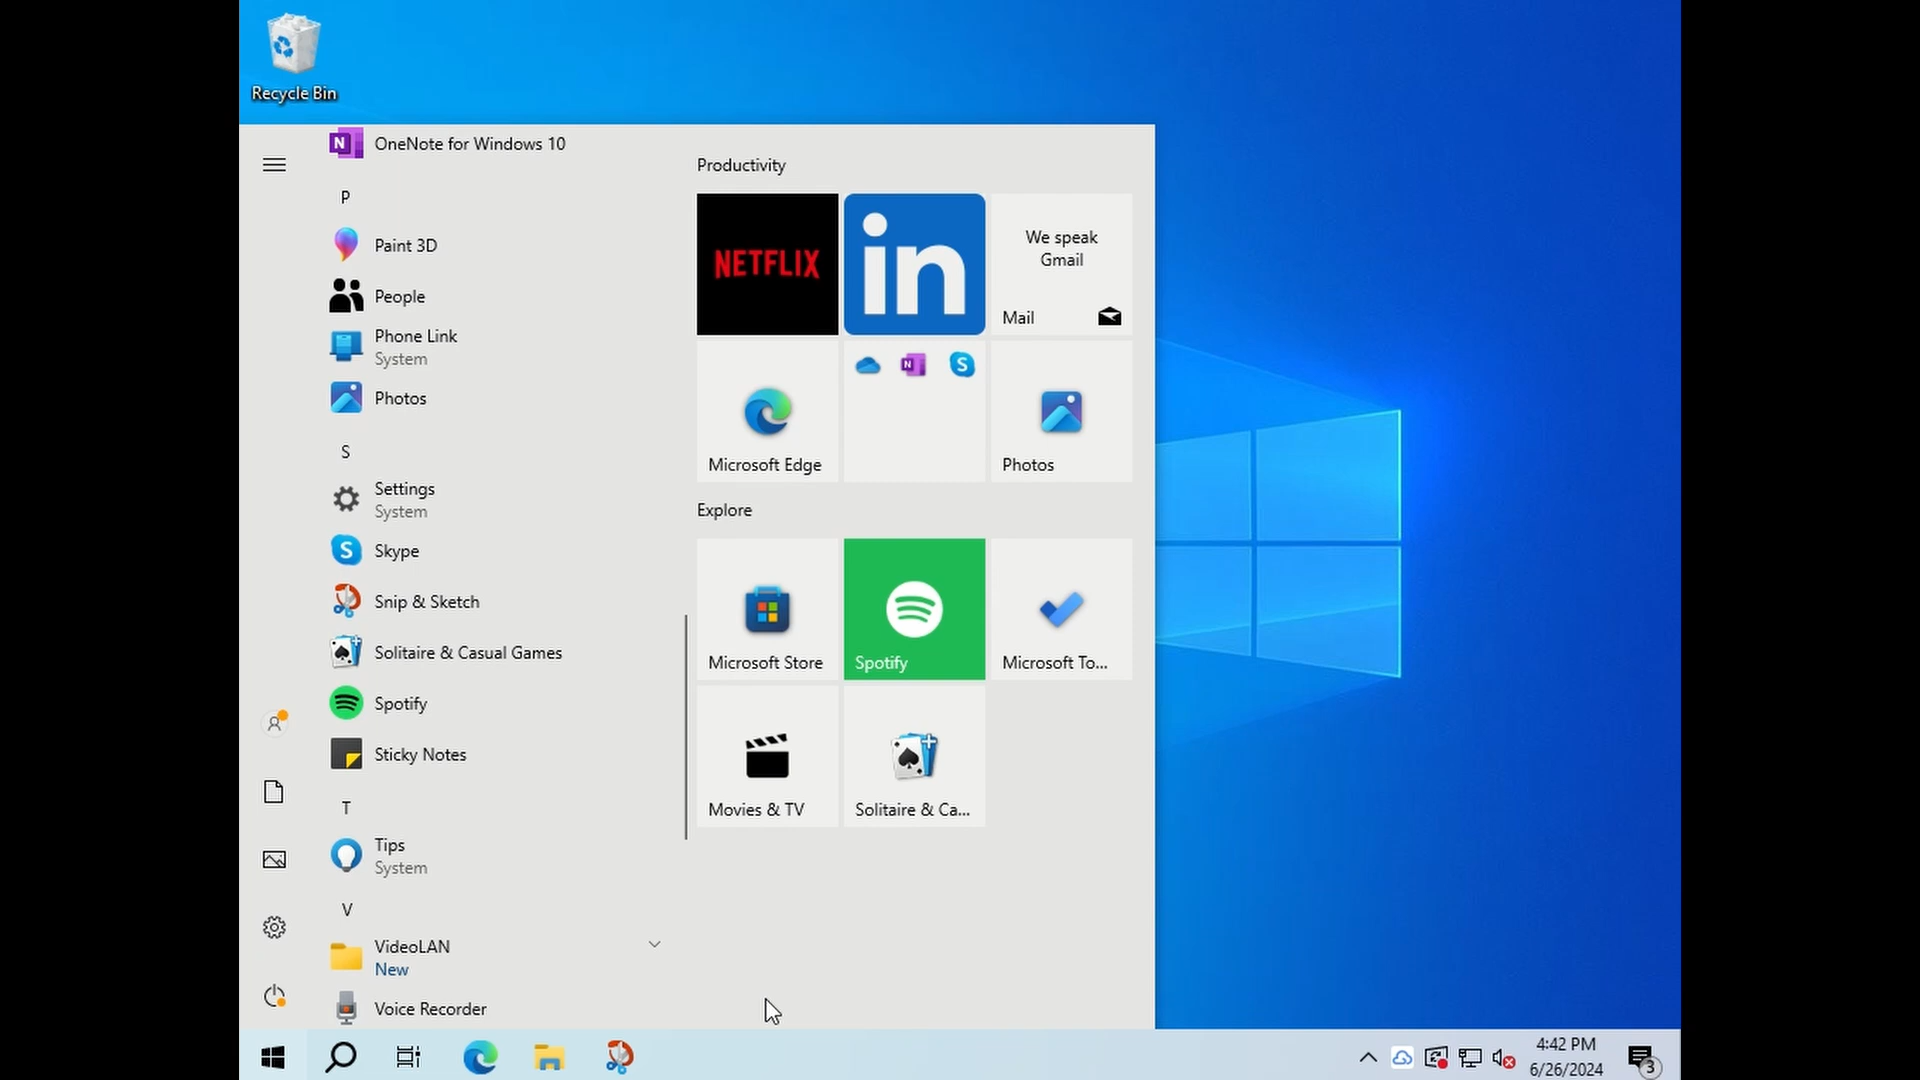 Recycle Bin
OneNote for Windows 10
P
Paint 3D
People
Phone Link
System
Photos
S
Settings
System
Skype
Snip & Sketch
Solitaire & Casual Games
Spotify
Sticky Notes
T
Tips
System
V
VideoLAN
New
Voice Recorder
Productivity
NETFLIX
in
We speak
Gmail
Mail
Microsoft Edge
N
S
Photos
Explore
Microsoft Store
Spotify
Microsoft To...
Movies & TV
Solitaire & Ca...
4:42 PM
6/26/2024
3